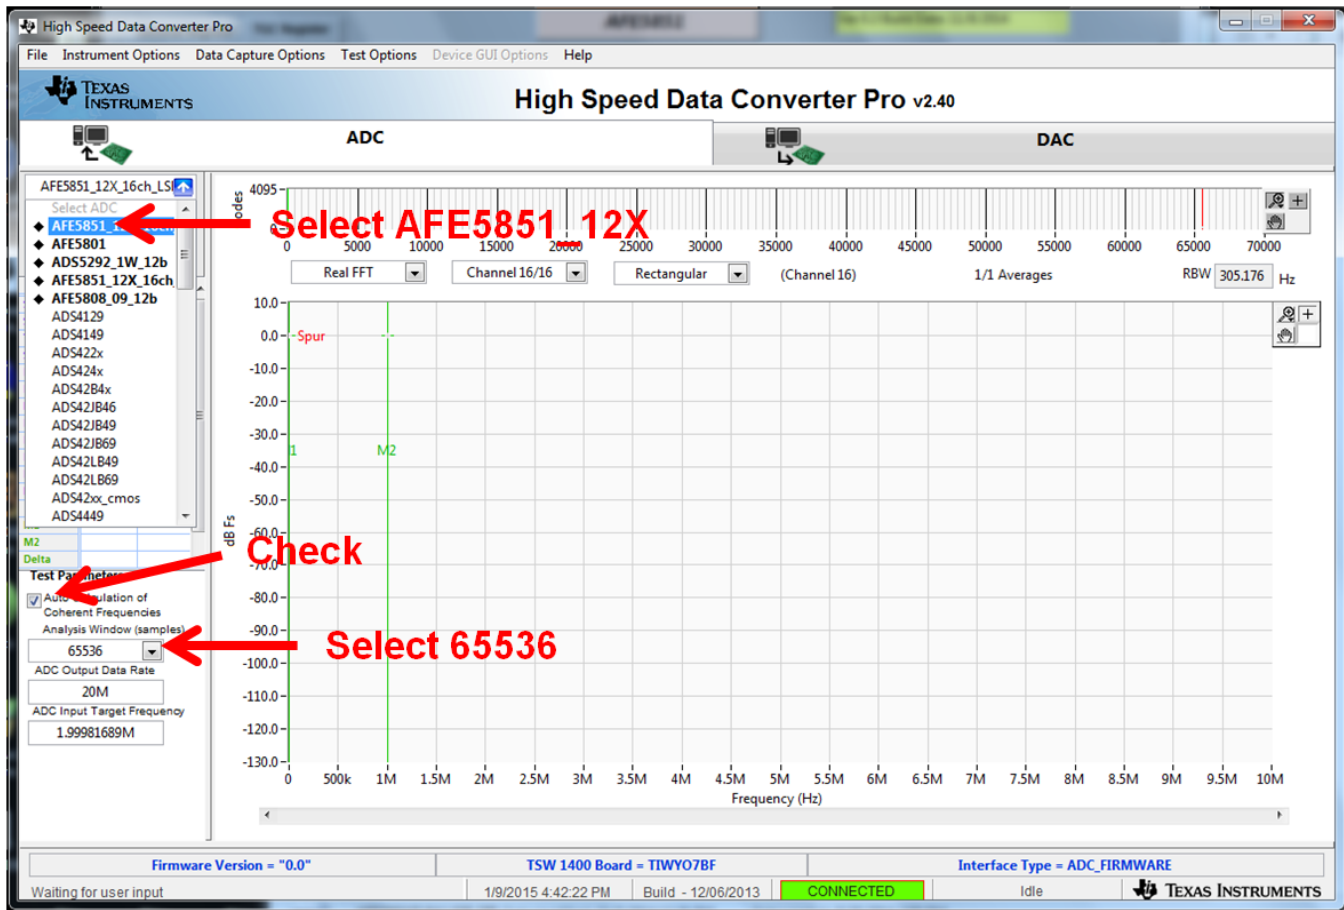 High Speed Data Converter Pro
AFE5852
File Instrument Options Data Capture Options Test Options Device GUI Options Help
TEXAS
INSTRUMENTS
High Speed Data Converter Pro v2.40
ADC
DAC
AFE5851_12X_16ch_LS
Select ADC
AFE5851_12X_16ch
AFE5801
ADS5292_1W_12b
AFE5851_12X_16ch_
AFE5808_09_12b
ADS4129
ADS4149
ADS422x
ADS424x
ADS42B4x
ADS42JB46
ADS42JB49
ADS42JB69
ADS42LB49
ADS42LB69
ADS42xx_cmos
ADS4449
M2
Delta
Test Parameters
Auto Calculation of
Coherent Frequencies
Analysis Window (samples)
65536
ADC Output Data Rate
20M
ADC Input Target Frequency
1.99981689M
Select AFE5851_12X
Check
Select 65536
4095
0
0 5000 10000 15000 20000 25000 30000 35000 40000 45000 50000 55000 60000 65000 70000
Real FFT Channel 16/16 Rectangular (Channel 16) 1/1 Averages RBW 305.176 Hz
10.0
0.0
-10.0
-20.0
-30.0
-40.0
-50.0
-60.0
-70.0
-80.0
-90.0
-100.0
-110.0
-120.0
-130.0
dB Fs
Spur
1 M2
0 500k 1M 1.5M 2M 2.5M 3M 3.5M 4M 4.5M 5M 5.5M 6M 6.5M 7M 7.5M 8M 8.5M 9M 9.5M 10M
Frequency (Hz)
Firmware Version = "0.0" TSW 1400 Board = TIWYO7BF Interface Type = ADC_FIRMWARE
Waiting for user input 1/9/2015 4:42:22 PM Build - 12/06/2013 CONNECTED Idle TEXAS INSTRUMENTS